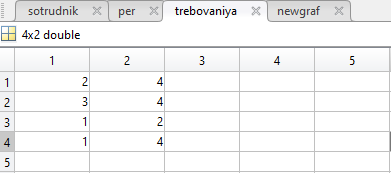 sotrudnik per trebovaniya newgraf
4x2 double
1 2 3 4 5
1 2 4
2 3 4
3 1 2
4 1 4
5